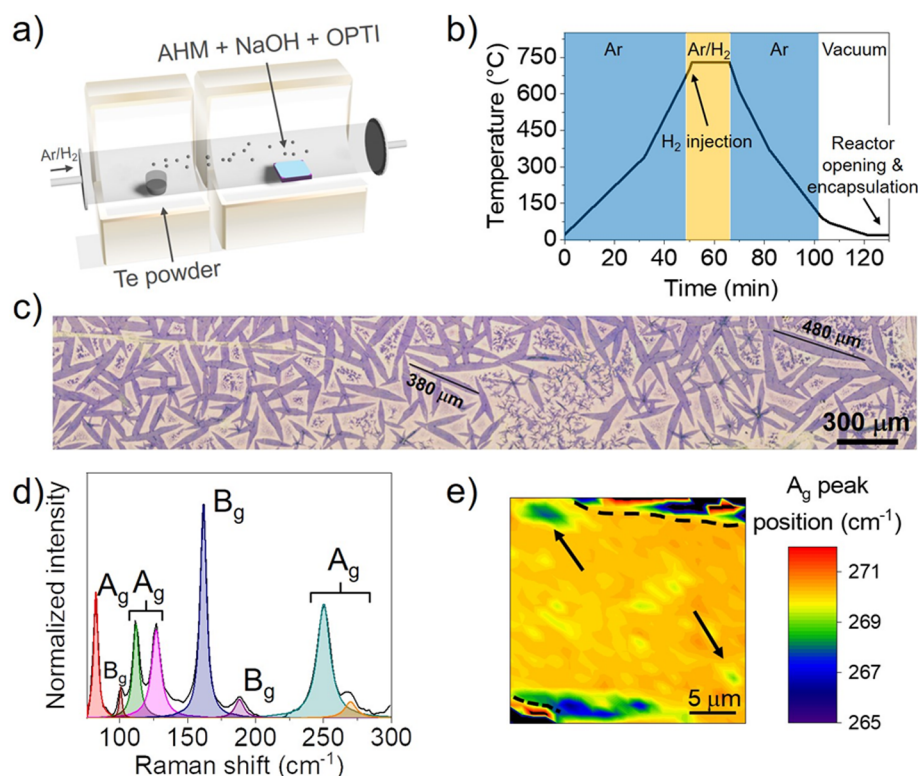 a)
AHM + NaOH + OPTI
Ar/H2
Te powder
b)
Temperature (°C)
750
600
450
300
150
0
Ar
Ar/H2
Ar
Vacuum
H2 injection
Reactor
opening &
encapsulation
0 20 40 60 80 100 120
Time (min)
c)
380 μm
480 μm
300 μm
d)
Normalized intensity
Ag
Bg
Ag
Bg
Bg
Ag
100 150 200 250 300
Raman shift (cm-1)
e)
5 μm
Ag peak
position (cm-1)
271
269
267
265